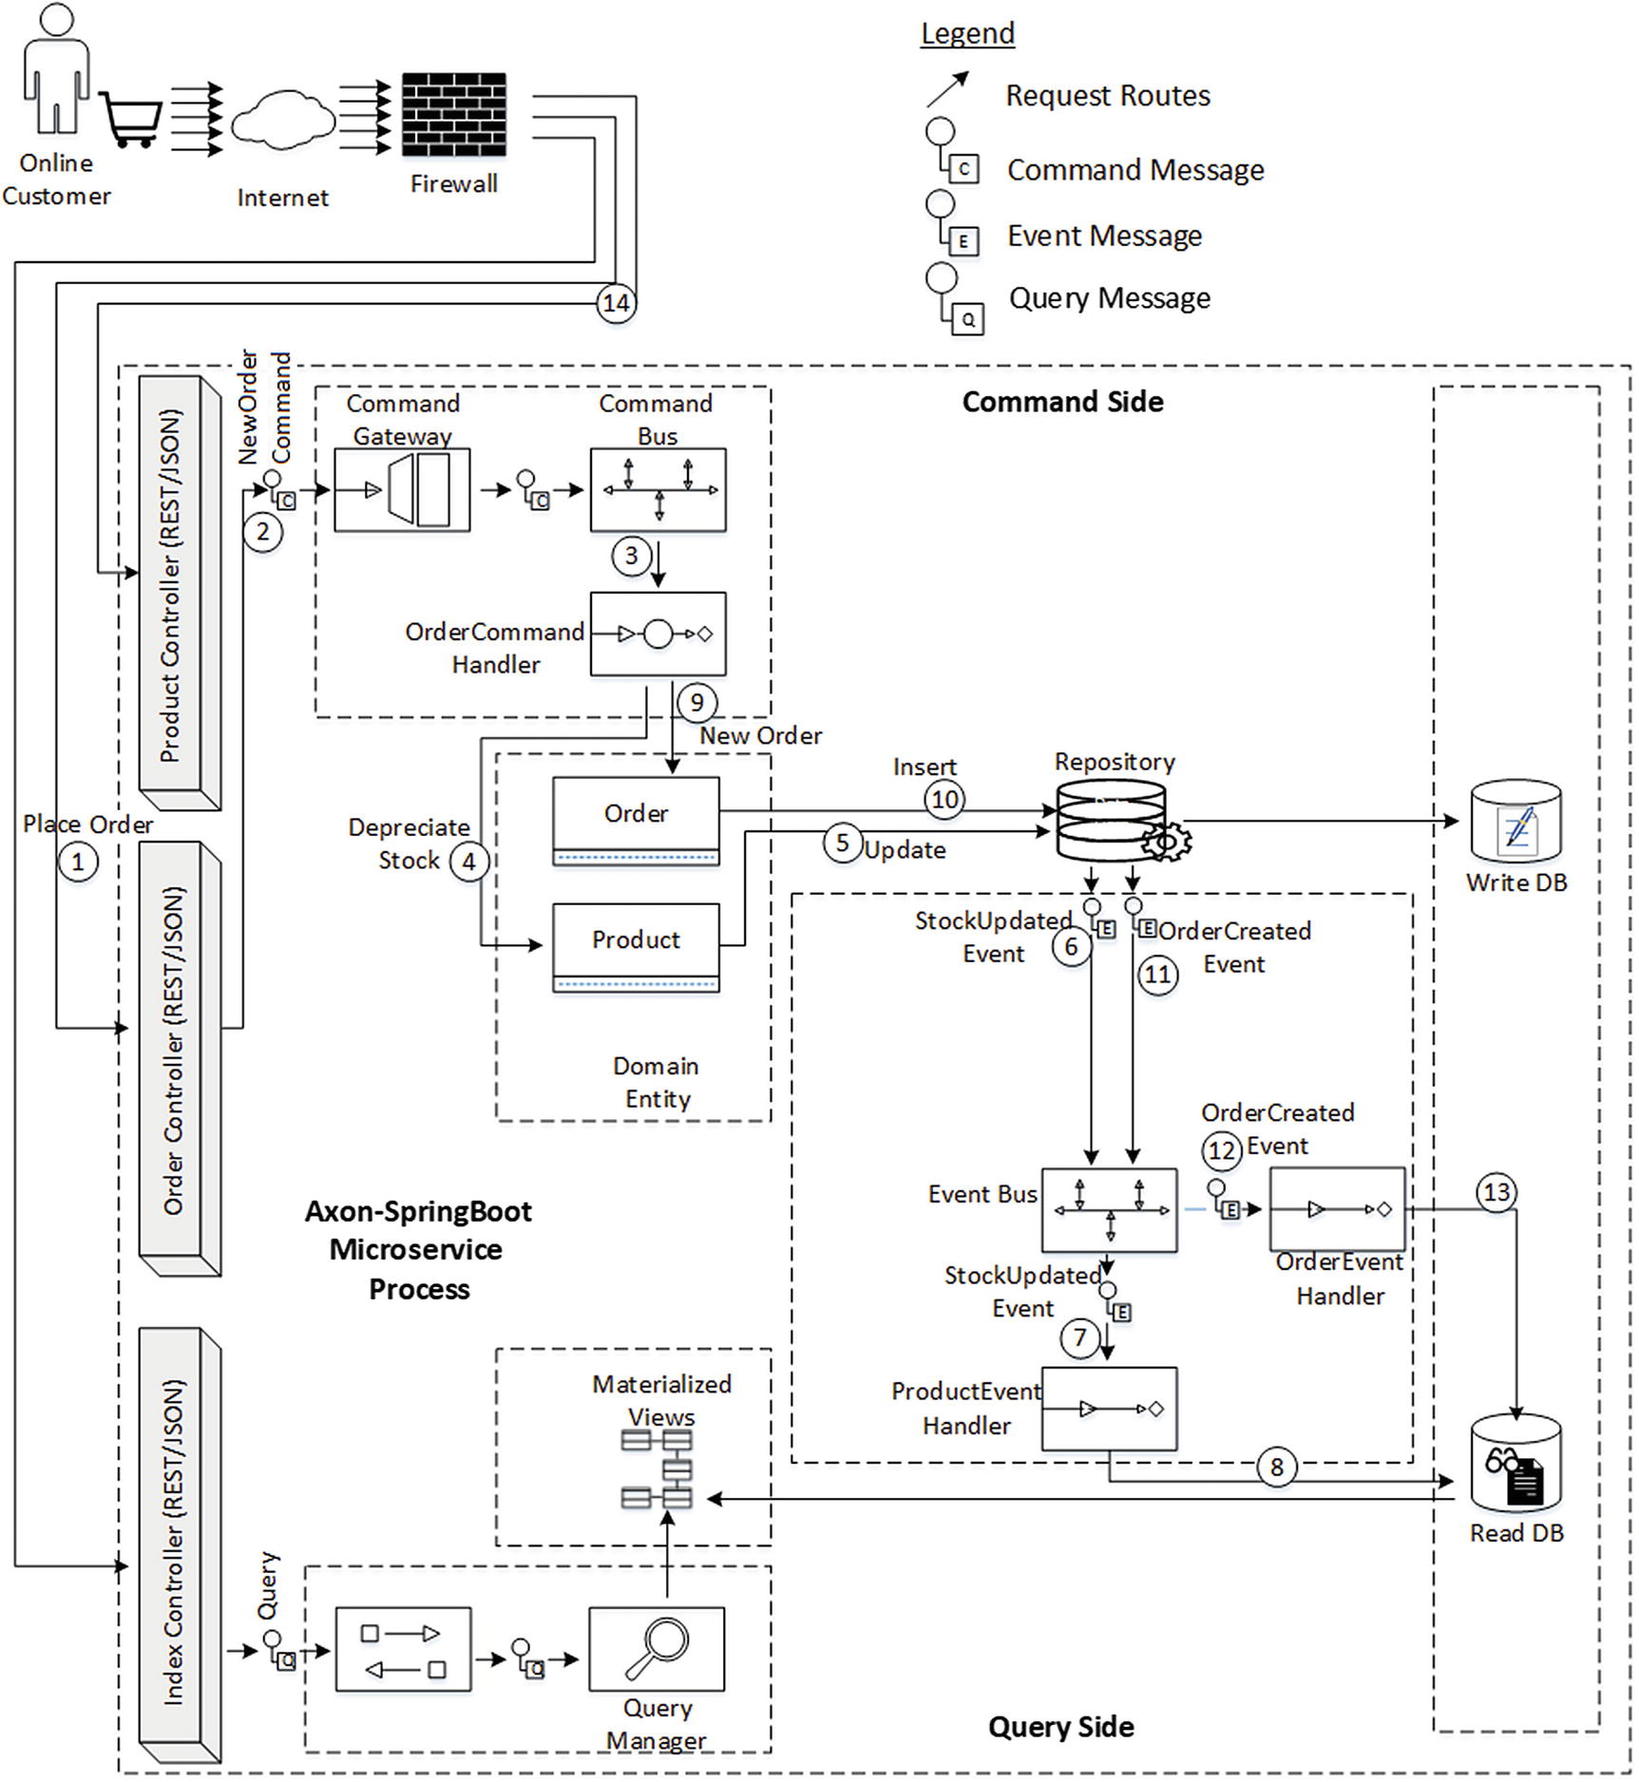 Online
Customer
Internet
Firewall
Legend
Request Routes
C
Command Message
E
Event Message
Q
Query Message
14
Command Side
Product Controller (REST/JSON)
NewOrder
Command
C
2
Command
Gateway
C
Command
Bus
3
OrderCommand
Handler
9
New Order
Place Order
1
Order Controller (REST/JSON)
Depreciate
Stock
4
Order
Product
Domain
Entity
Insert
10
5
Update
Repository
Write DB
StockUpdated
Event
6
E
E
OrderCreated
Event
11
Event Bus
OrderCreated
Event
12
E
OrderEvent
Handler
13
StockUpdated
Event
E
7
ProductEvent
Handler
8
Read DB
Axon-SpringBoot
Microservice
Process
Materialized
Views
Index Controller (REST/JSON)
Query
Q
Q
Query
Manager
Query Side